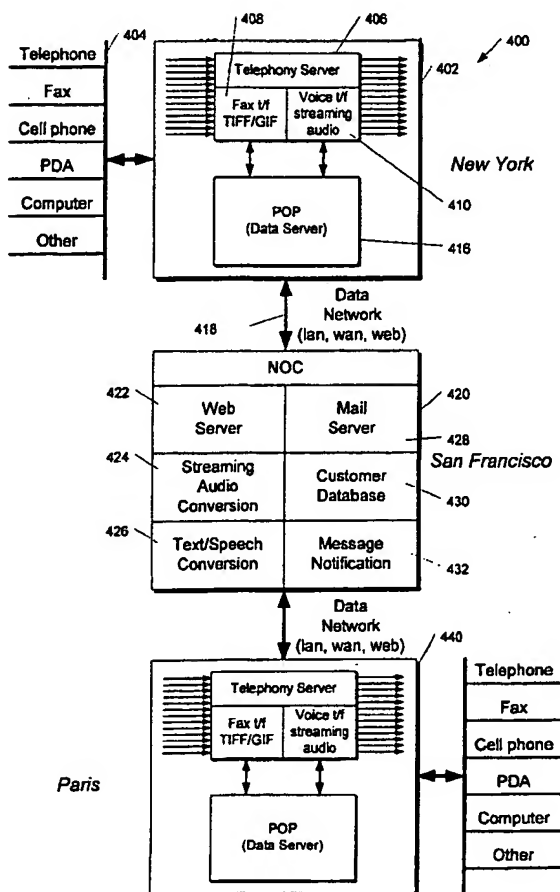 404
408
406
400
Telephone
Fax
Cell phone
PDA
Computer
Other
Telephony Server
Fax t/f
TIFF/GIF
Voice t/f
streaming
audio
402
New York
410
POP
(Data Server)
416
418
Data
Network
(lan, wan, web)
NOC
422
Web
Server
Mail
Server
420
428
San Francisco
424
Streaming
Audio
Conversion
Customer
Database
430
426
Text/Speech
Conversion
Message
Notification
432
Data
Network
(lan, wan, web)
440
Telephony Server
Fax t/f
TIFF/GIF
Voice t/f
streaming
audio
Paris
POP
(Data Server)
Telephone
Fax
Cell phone
PDA
Computer
Other